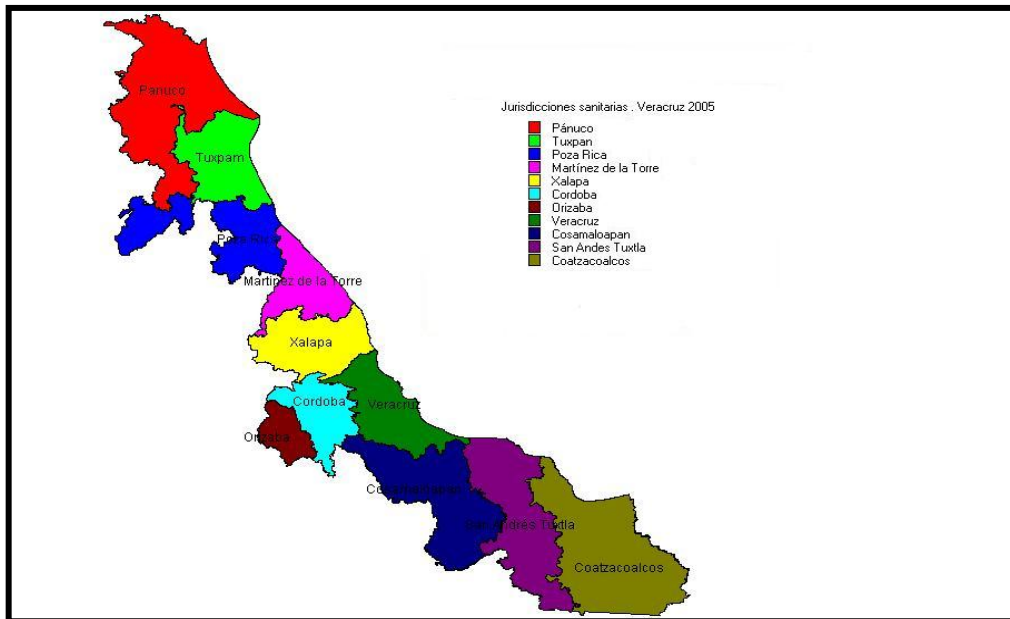 Panuco
Tuxpam
Poza Rica
Martinez de la Torre
Xalapa
Cordoba
Veracruz
Orizaba
Cosamaloapan
San Andres Tuxtla
Coatzacoalcos
Jurisdicciones sanitarias . Veracruz 2005
Pánuco
Tuxpan
Poza Rica
Martínez de la Torre
Xalapa
Cordoba
Orizaba
Veracruz
Cosamaloapan
San Andes Tuxtla
Coatzacoalcos